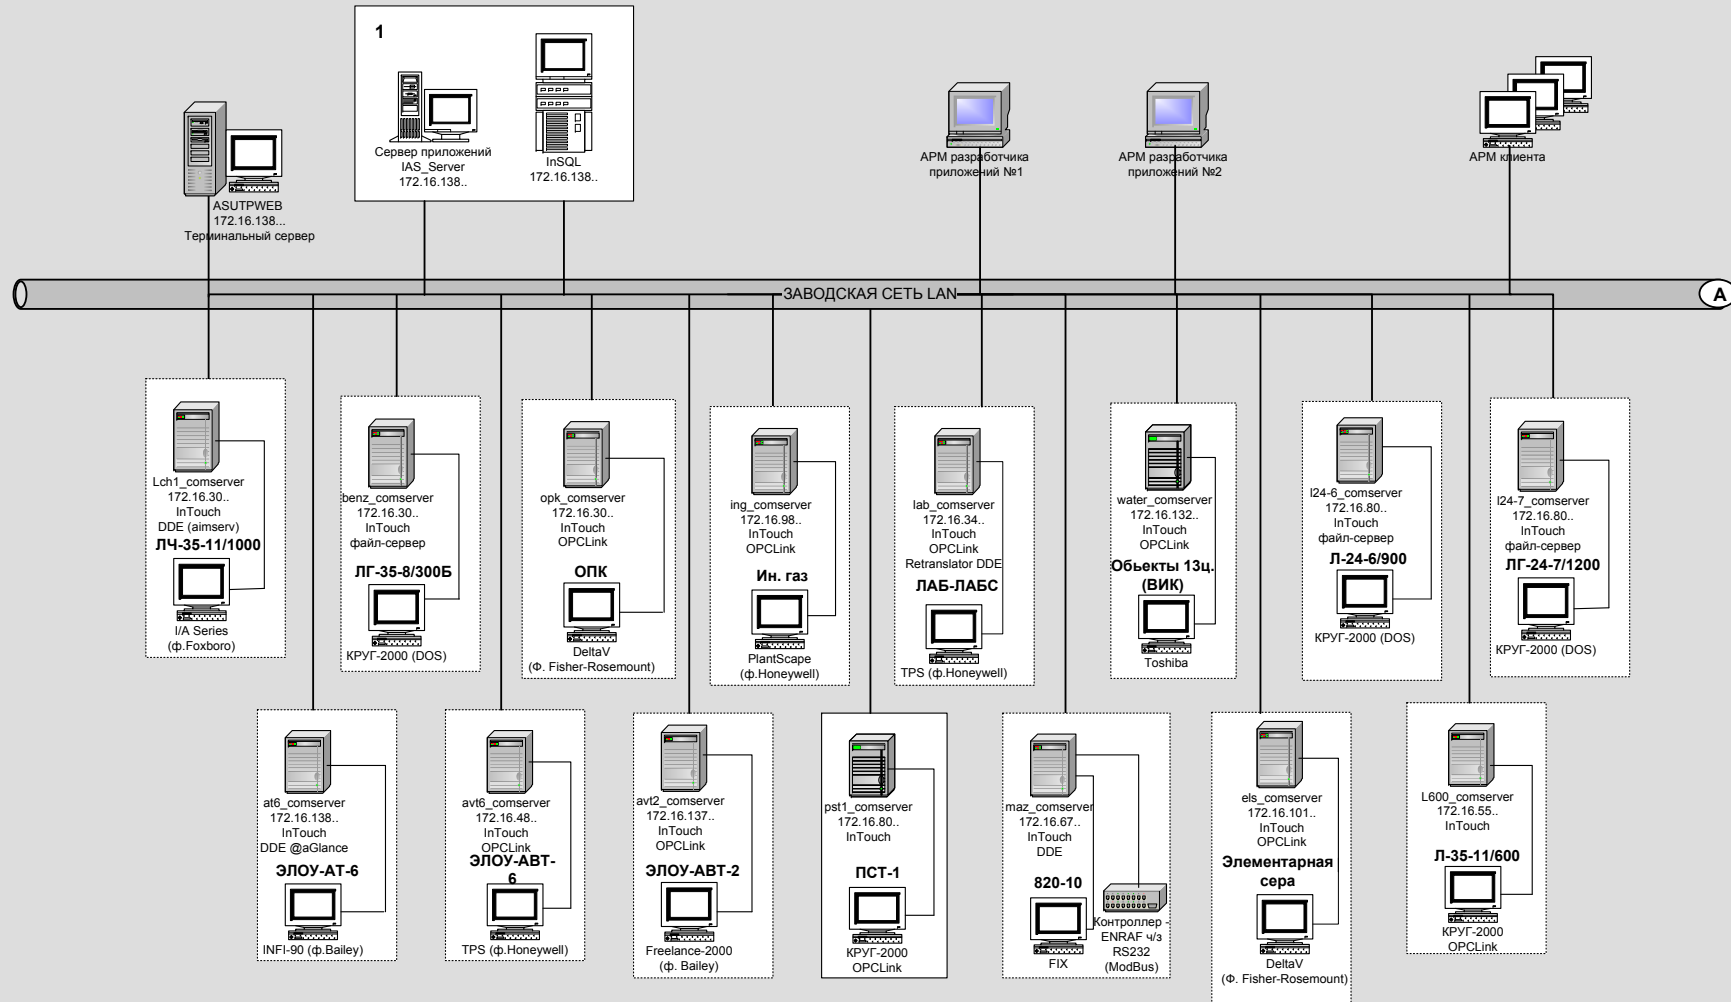 1
Сервер приложений
IAS_Server
172.16.138..
InSQL
172.16.138..
ASUTPWEB
172.16.138...
Терминальный сервер
АРМ разработчика
приложений №1
АРМ разработчика
приложений №2
АРМ клиента
ЗАВОДСКАЯ СЕТЬ LAN
A
Lch1_comserver
172.16.30..
InTouch
DDE (aimserv)
ЛЧ-35-11/1000
I/A Series
(ф.Foxboro)
benz_comserver
172.16.30..
InTouch
файл-сервер
ЛГ-35-8/300Б
КРУГ-2000 (DOS)
opk_comserver
172.16.30..
InTouch
OPCLink
ОПК
DeltaV
(Ф. Fisher-Rosemount)
ing_comserver
172.16.98..
InTouch
OPCLink
Ин. газ
PlantScape
(ф.Honeywell)
lab_comserver
172.16.34..
InTouch
OPCLink
Retranslator DDE
ЛАБ-ЛАБС
TPS (ф.Honeywell)
water_comserver
172.16.132..
InTouch
OPCLink
Обьекты 13ц.
(ВИК)
Toshiba
l24-6_comserver
172.16.80..
InTouch
файл-сервер
Л-24-6/900
КРУГ-2000 (DOS)
l24-7_comserver
172.16.80..
InTouch
файл-сервер
ЛГ-24-7/1200
КРУГ-2000 (DOS)
at6_comserver
172.16.138..
InTouch
DDE @aGlance
ЭЛОУ-АТ-6
INFI-90 (ф.Bailey)
avt6_comserver
172.16.48..
InTouch
OPCLink
ЭЛОУ-АВТ-
6
TPS (ф.Honeywell)
avt2_comserver
172.16.137..
InTouch
OPCLink
ЭЛОУ-АВТ-2
Freelance-2000
(ф. Bailey)
pst1_comserver
172.16.80..
InTouch
ПСТ-1
КРУГ-2000
OPCLink
maz_comserver
172.16.67..
InTouch
DDE
820-10
FIX
Контроллер -
ENRAF ч/з
RS232
(ModBus)
els_comserver
172.16.101..
InTouch
OPCLink
Элементарная
сера
DeltaV
(Ф. Fisher-Rosemount)
L600_comserver
172.16.55..
InTouch
Л-35-11/600
КРУГ-2000
OPCLink